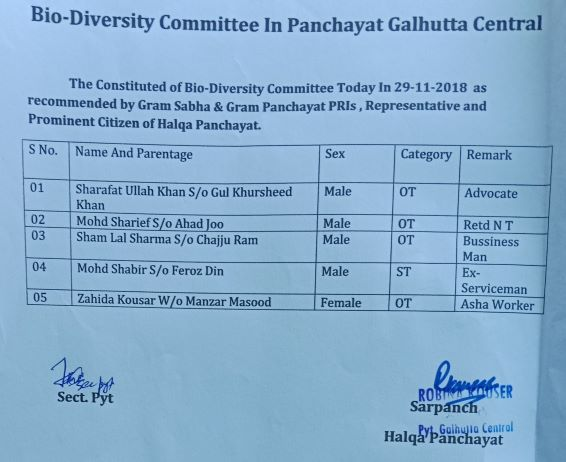 Bio-Diversity Committee In Panchayat Galhutta Central
The Constituted of Bio-Diversity Committee Today In 29-11-2018 as
recommended by Gram Sabha & Gram Panchayat PRIs , Representative and
Prominent Citizen of Halqa Panchayat.
S No. Name And Parentage Sex Category Remark
01 Sharafat Ullah Khan S/o Gul Khursheed Male OT Advocate
Khan
02 Mohd Sharief S/o Ahad Joo Male OT Retd N T
03 Sham Lal Sharma S/o Chajju Ram Male OT Bussiness
Man
04 Mohd Shabir S/o Feroz Din Male ST Ex-
Serviceman
05 Zahida Kousar W/o Manzar Masood Female OT Asha Worker
Sect. Pyt
Sarpanch
Pyt. Galhutta Central
Halqa Panchayat